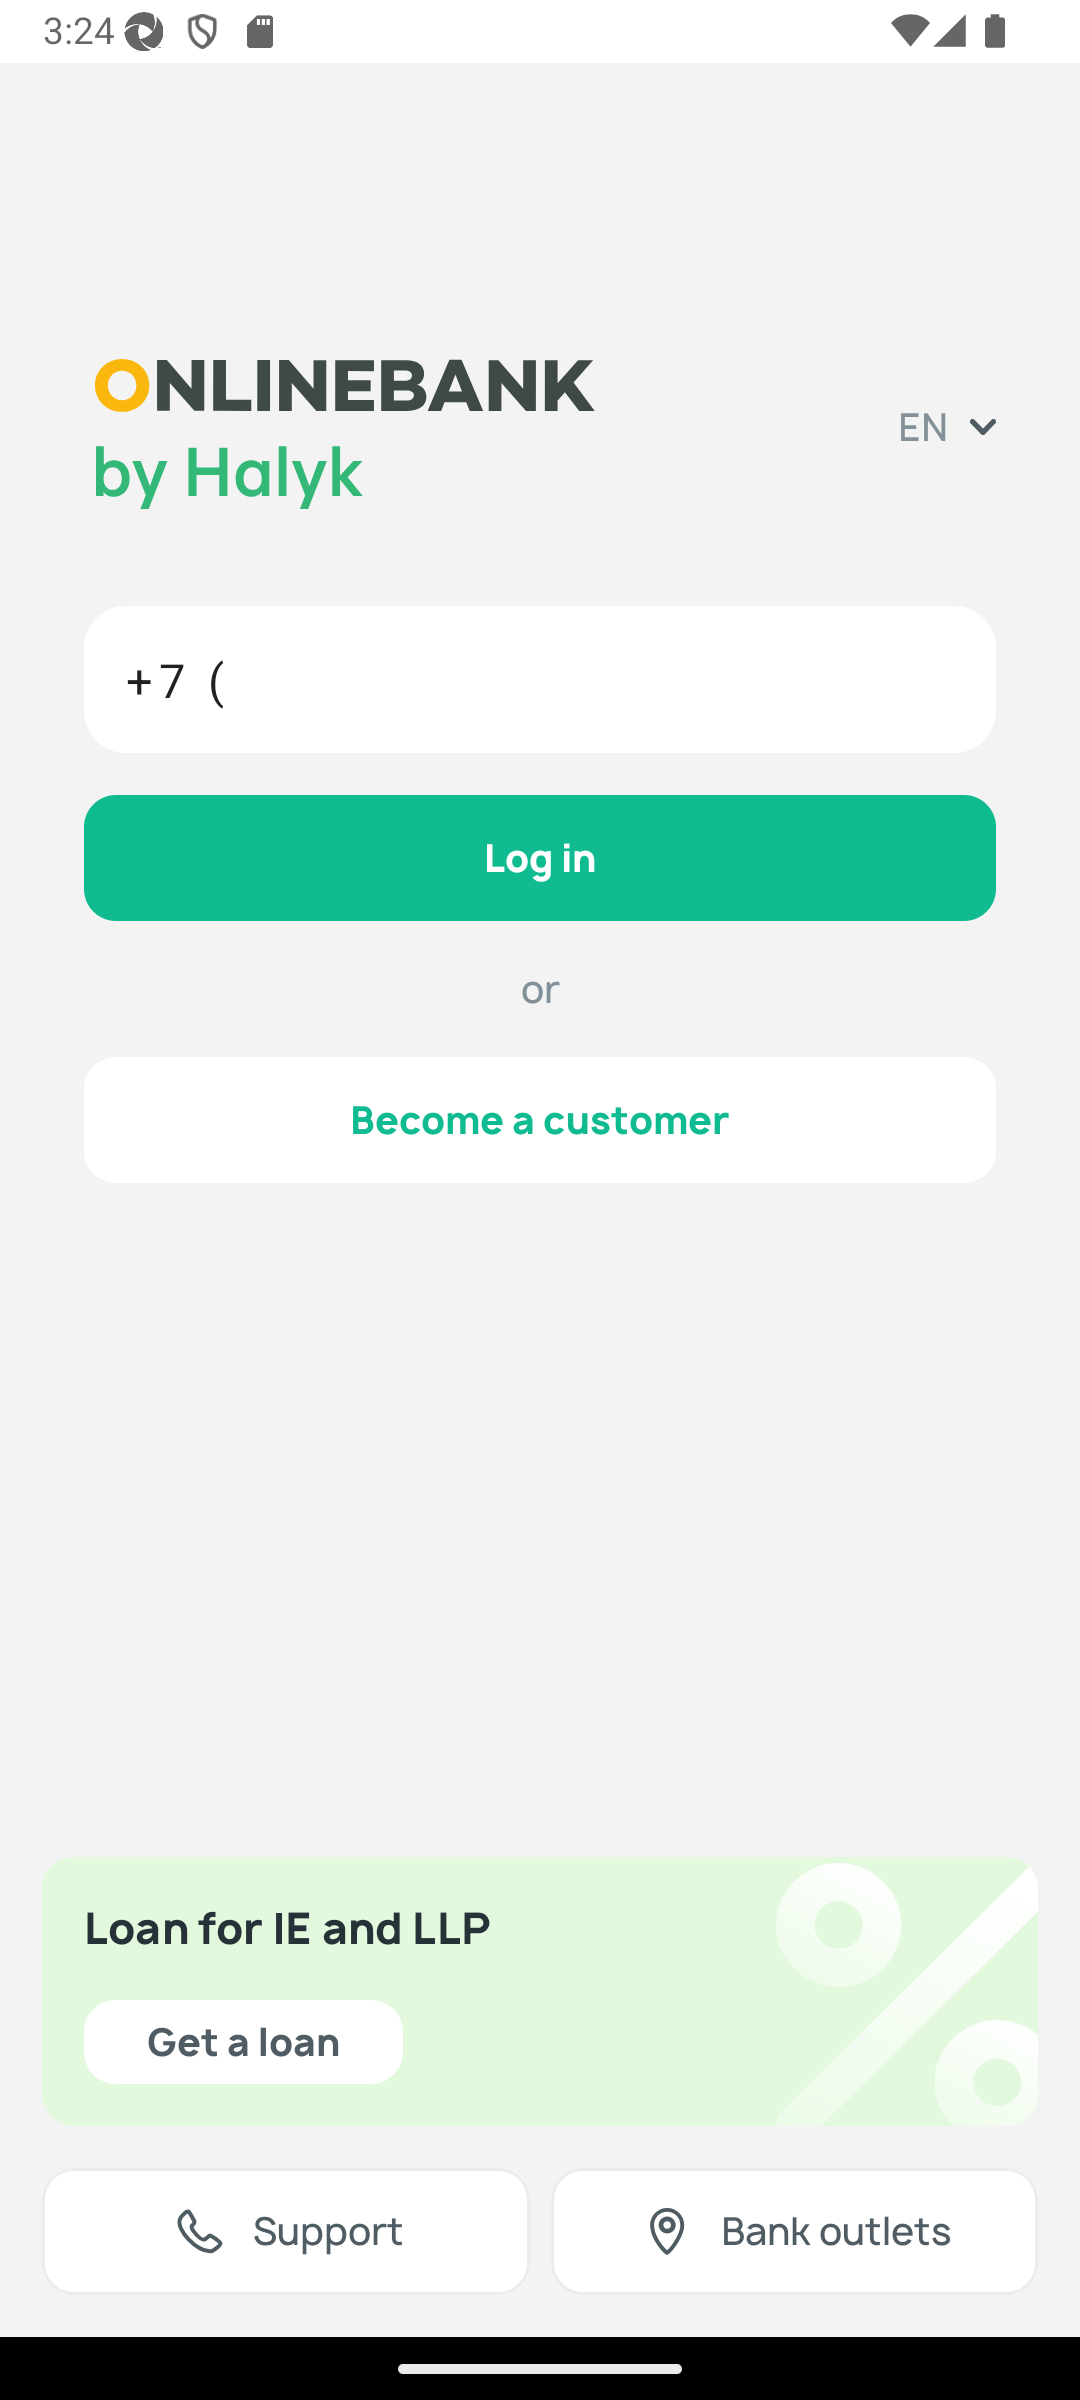 3:24
ONLINEBANK
by Halyk
EN
+7 (
Log in
or
Become a customer
Loan for IE and LLP
Get a loan
Support
Bank outlets